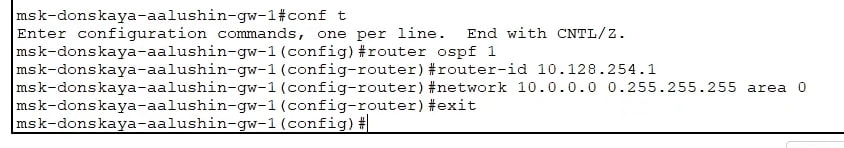 msk-donskaya-aalushin-gw-1#conf t
Enter configuration commands, one per line.  End with CNTL/Z.
msk-donskaya-aalushin-gw-1(config)#router ospf 1
msk-donskaya-aalushin-gw-1(config-router)#router-id 10.128.254.1
msk-donskaya-aalushin-gw-1(config-router)#network 10.0.0.0 0.255.255.255 area 0
msk-donskaya-aalushin-gw-1(config-router)#exit
msk-donskaya-aalushin-gw-1(config)#